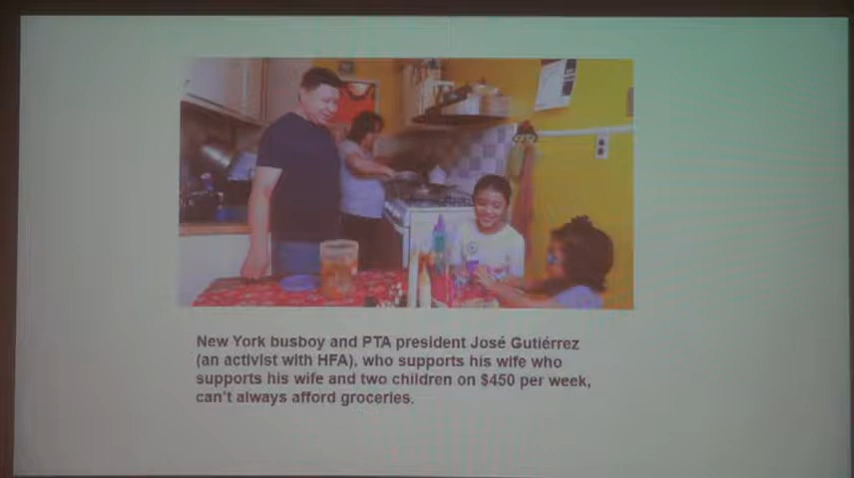 New York busboy and PTA president José Gutiérrez
(an activist with HFA), who supports his wife who
supports his wife and two children on $450 per week,
can't always afford groceries.